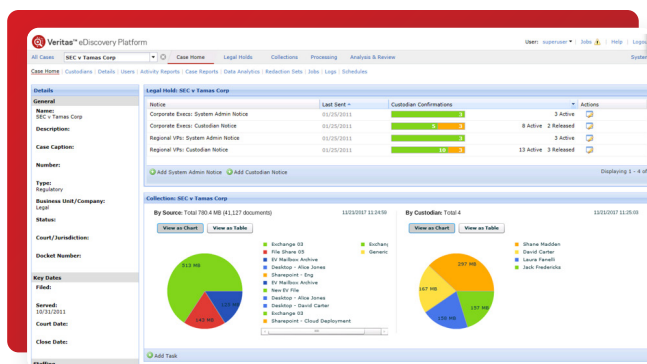 Veritas™ eDiscovery Platform
User: superuser | Jobs | Help | Logou
All Cases SEC v Tamas Corp Case Home Legal Holds Collections Processing Analysis & Review System
Case Home | Custodians | Details | Users | Activity Reports | Case Reports | Data Analytics | Redaction Sets | Jobs | Logs | Schedules
Details
General
Name:
SEC v Tamas Corp
Description:
Case Caption:
Number:
Type:
Regulatory
Business Unit/Company:
Legal
Status:
Court/Jurisdiction:
Docket Number:
Key Dates
Filed:
Served:
10/31/2011
Court Date:
Close Date:
Staffing
Legal Hold: SEC v Tamas Corp
Notice Last Sent Custodian Confirmations Actions
Corporate Execs: System Admin Notice 01/25/2011 3 3 Active
Corporate Execs: Custodian Notice 01/25/2011 5 3 8 Active 2 Released
Regional VPs: System Admin Notice 01/25/2011 3 3 Active
Regional VPs: Custodian Notice 01/25/2011 10 3 13 Active 3 Released
Add System Admin Notice Add Custodian Notice Displaying 1 - 4 of
Collection: SEC v Tamas Corp
By Source: Total 780.4 MB (41,127 documents) 11/21/2017 11:24:59
View as Chart View as Table
513 MB
143 MB
Exchange 03
File Share 05
EV Mailbox Archive
Desktop - Alice Jones
Sharepoint - Eng
EV Mailbox Archive
New EV File
Desktop - Alice Jones
Desktop - David Carter
Exchange 03
Sharepoint - Cloud Deployment
Exchang
Generic
By Custodian: Total 4 11/21/2017 11:25:03
View as Chart View as Table
297 MB
167 MB
157 MB
Shane Madden
David Carter
Laura Fanelli
Jack Fredericks
Add Task